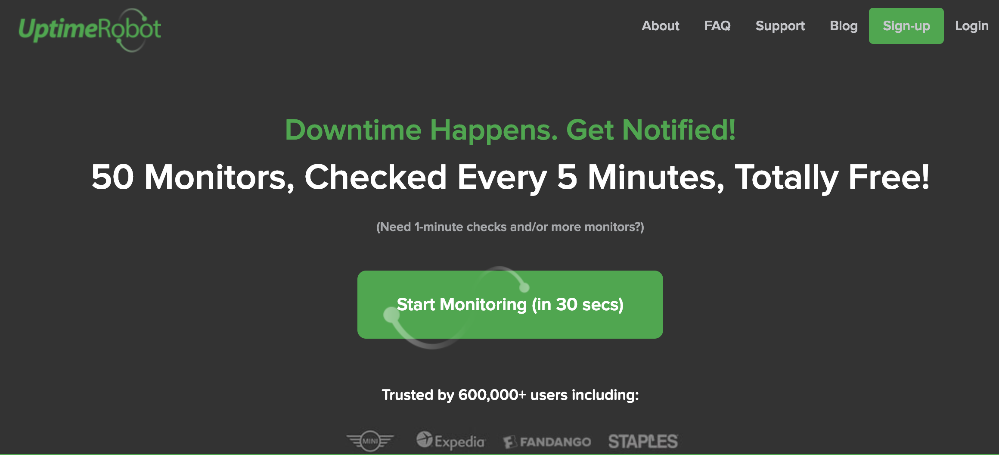 UptimeRobot
About FAQ Support Blog Sign-up Login
Downtime Happens. Get Notified!
50 Monitors, Checked Every 5 Minutes, Totally Free!
(Need 1-minute checks and/or more monitors?)
Start Monitoring (in 30 secs)
Trusted by 600,000+ users including:
MINI Expedia FANDANGO STAPLES